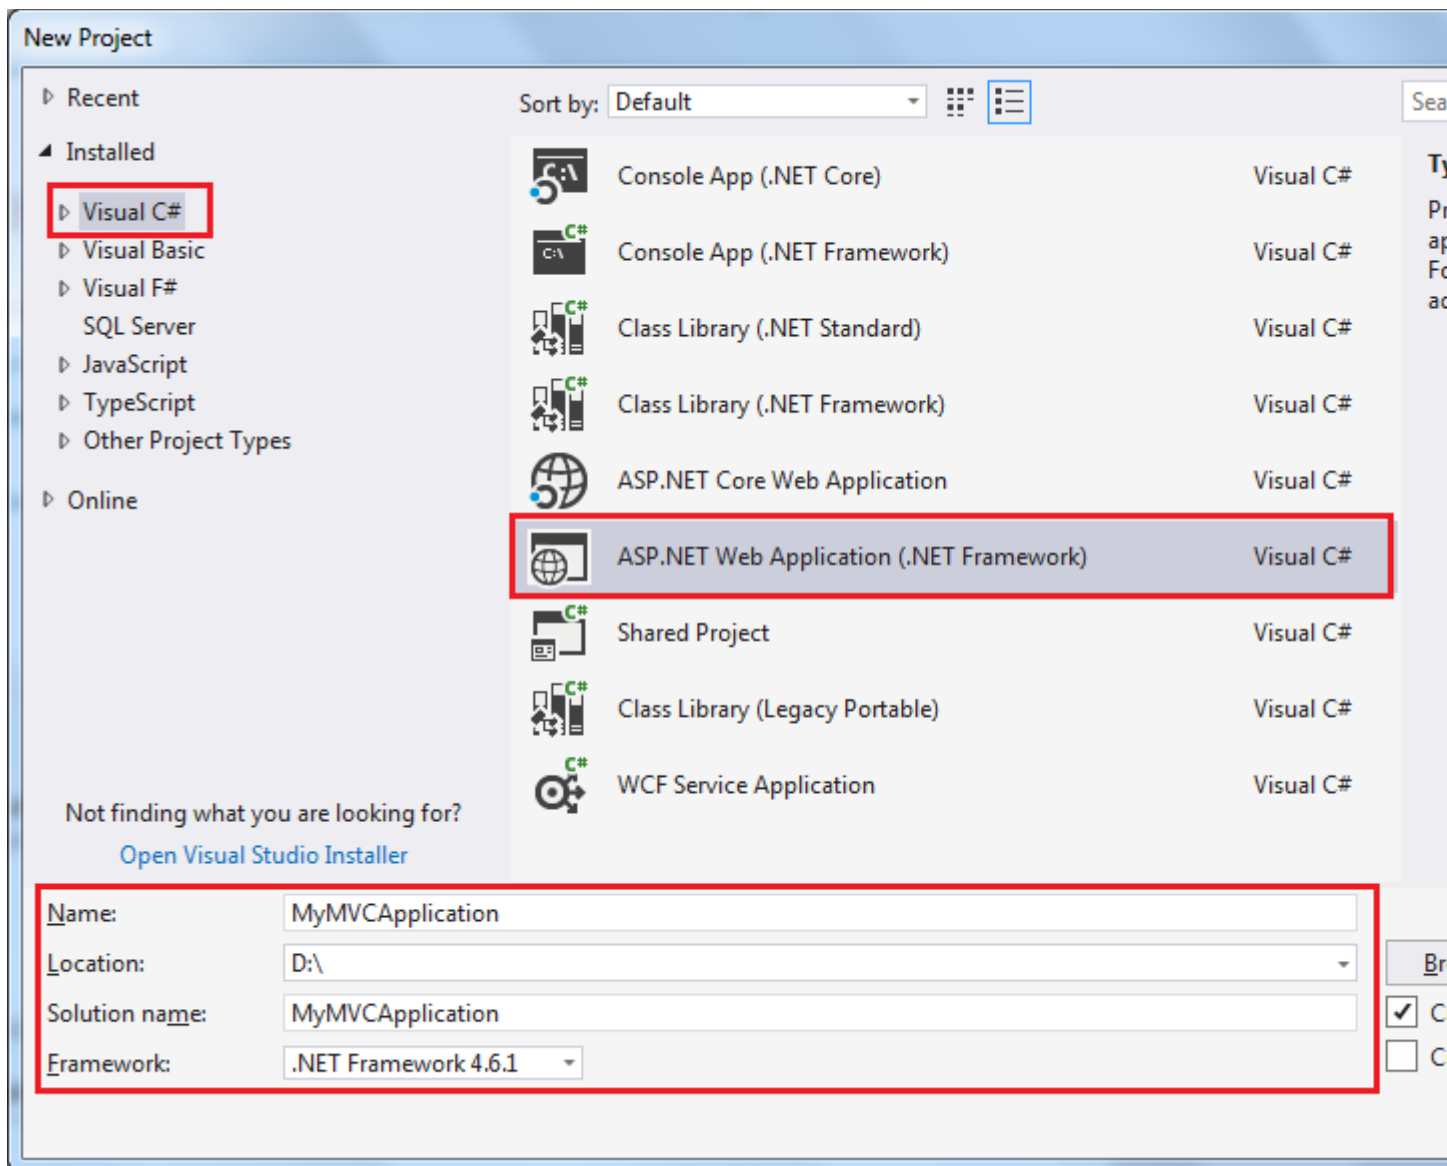 New Project
Recent
Installed
Visual C#
Visual Basic
Visual F#
SQL Server
JavaScript
TypeScript
Other Project Types
Online
Not finding what you are looking for?
Open Visual Studio Installer
Sort by: Default
Console App (.NET Core) Visual C#
Console App (.NET Framework) Visual C#
Class Library (.NET Standard) Visual C#
Class Library (.NET Framework) Visual C#
ASP.NET Core Web Application Visual C#
ASP.NET Web Application (.NET Framework) Visual C#
Shared Project Visual C#
Class Library (Legacy Portable) Visual C#
WCF Service Application Visual C#
Name: MyMVCApplication
Location: D:\
Solution name: MyMVCApplication
Framework: .NET Framework 4.6.1